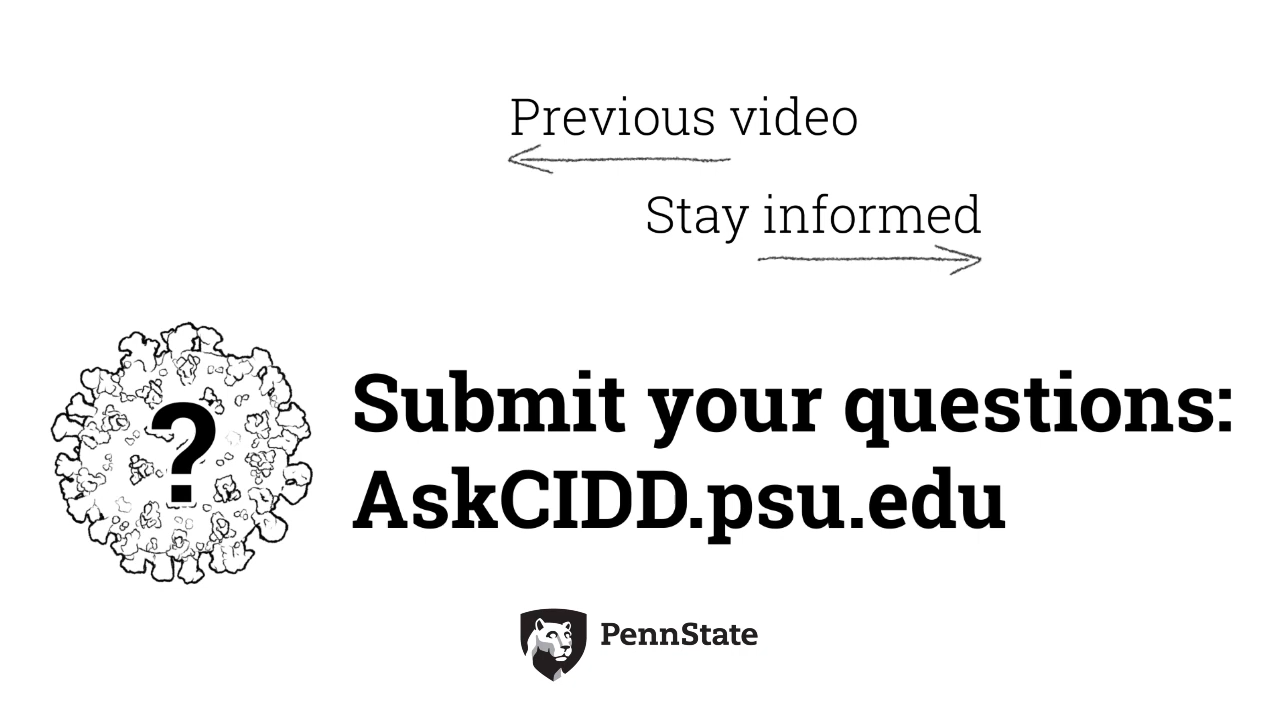 Previous video
Stay informed
?
Submit your questions:
AskCIDD.psu.edu
PennState